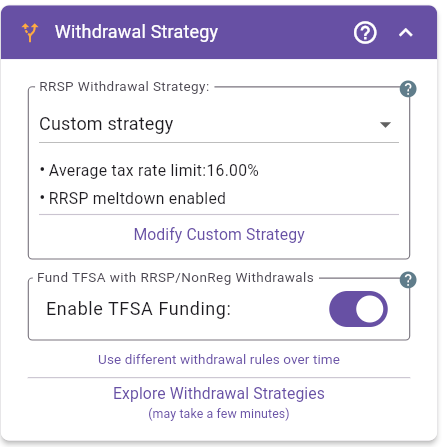 Withdrawal Strategy
RRSP Withdrawal Strategy:
Custom strategy
• Average tax rate limit:16.00%
• RRSP meltdown enabled
Modify Custom Strategy
Fund TFSA with RRSP/NonReg Withdrawals
Enable TFSA Funding:
Use different withdrawal rules over time
Explore Withdrawal Strategies
(may take a few minutes)